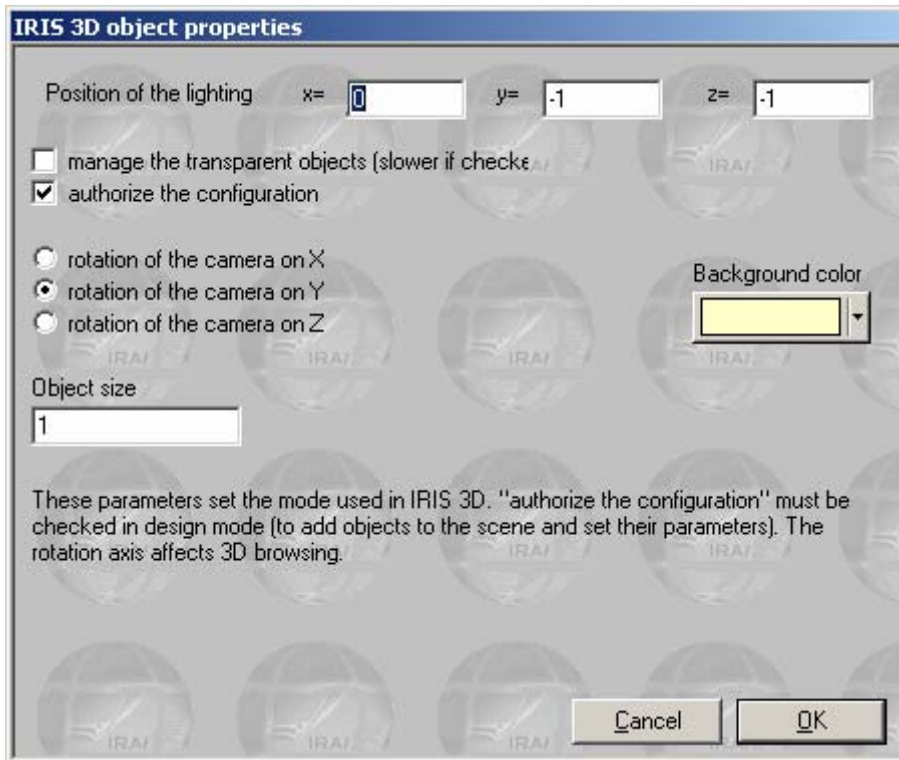 IRIS 3D object properties
Position of the lighting x= 0 y= -1 z= -1
manage the transparent objects (slower if checke
authorize the configuration
rotation of the camera on X
rotation of the camera on Y
rotation of the camera on Z
Background color
Object size
1
These parameters set the mode used in IRIS 3D. "authorize the configuration" must be
checked in design mode (to add objects to the scene and set their parameters). The
rotation axis affects 3D browsing.
Cancel OK